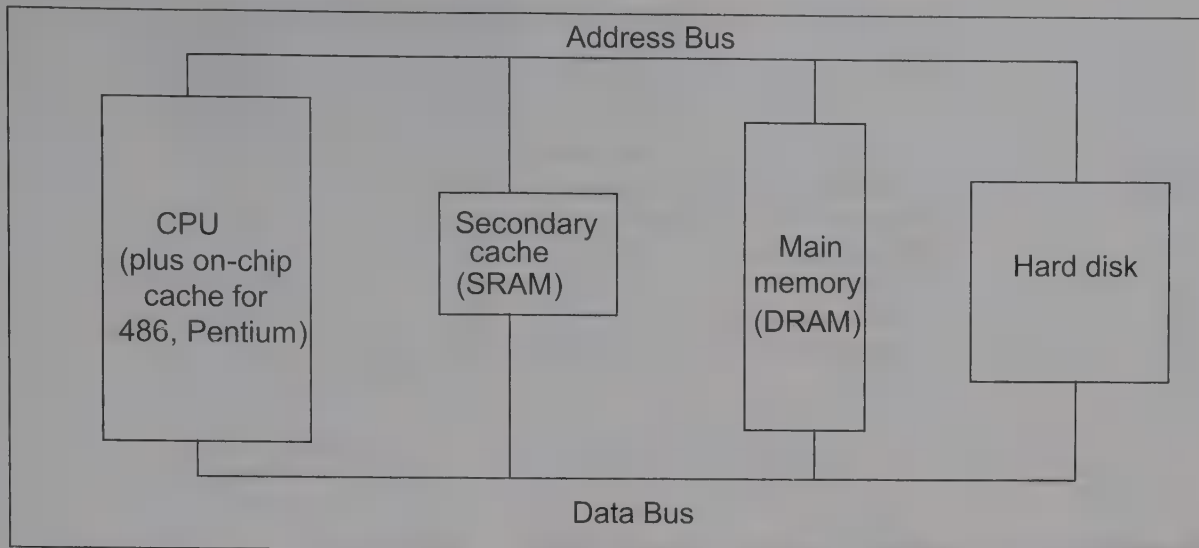 Address Bus
CPU
(plus on-chip
cache for
486, Pentium)
Secondary
cache
(SRAM)
Main
memory
(DRAM)
Hard disk
Data Bus